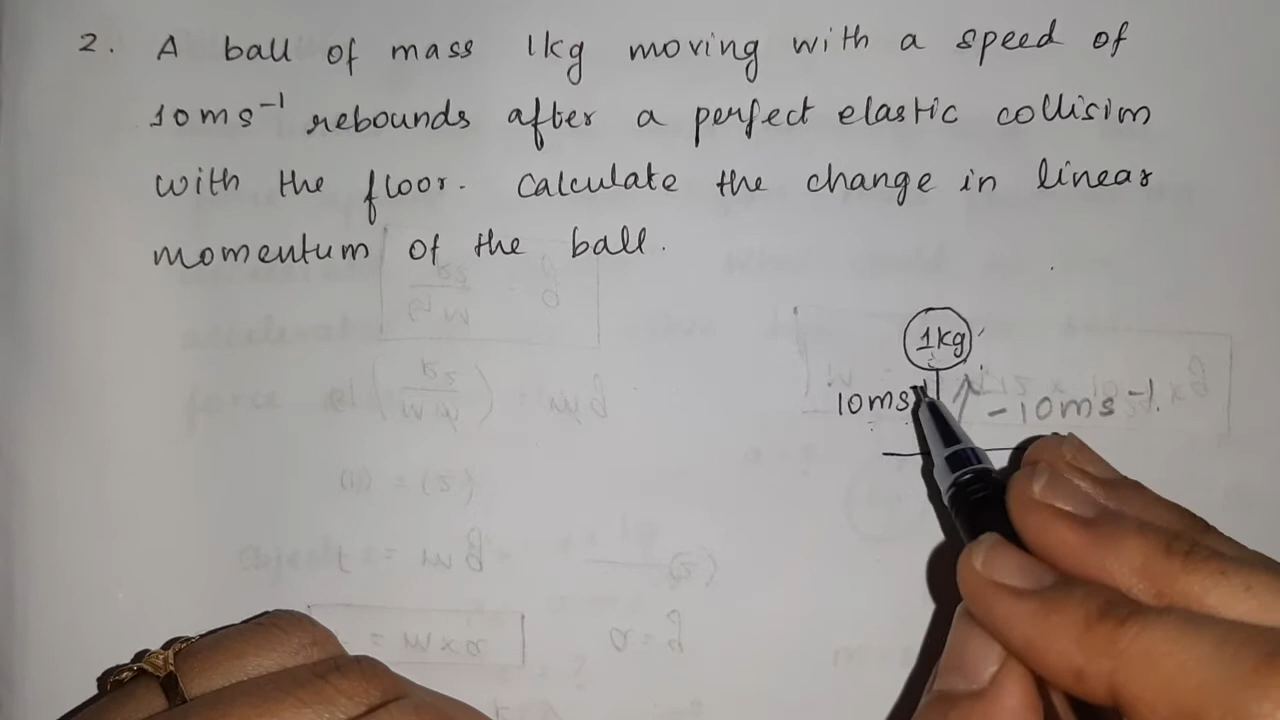 2. A ball of mass 1kg moving with a speed of
10ms⁻¹ rebounds after a perfect elastic collision
with the floor. Calculate the change in linear
momentum of the ball.
1kg
10ms -10ms⁻¹.